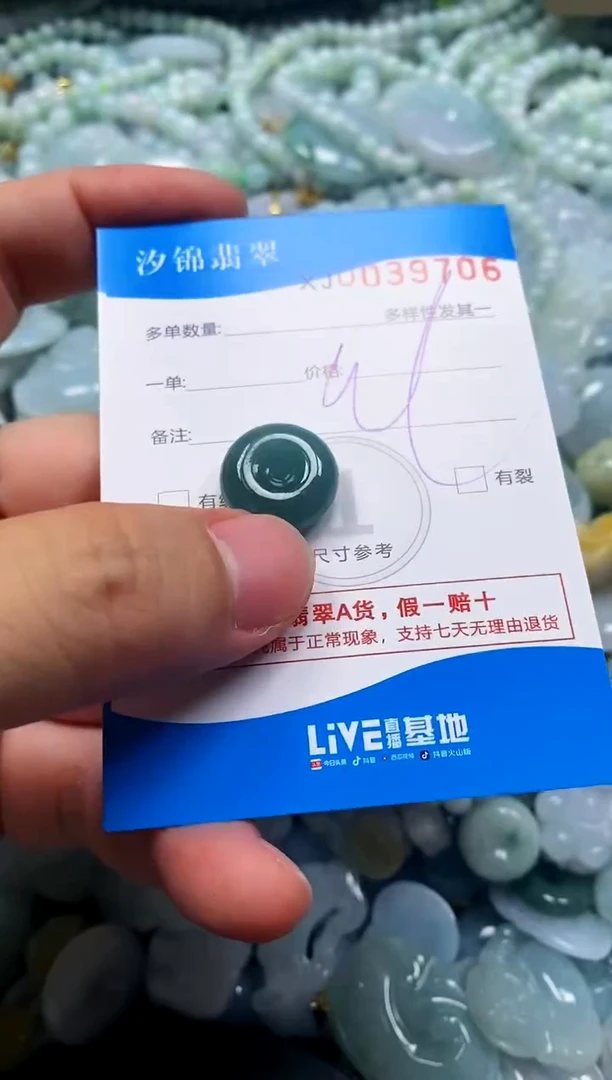 汐锦翡翠
XJ0039706
多单数量:
多样性发其一
一单:
价格:
备注:
有裂
尺寸参考
翡翠A货，假一赔十
属于正常现象，支持七天无理由退货
LiVE直播基地
今日头条 抖音 西瓜视频 抖音火山版